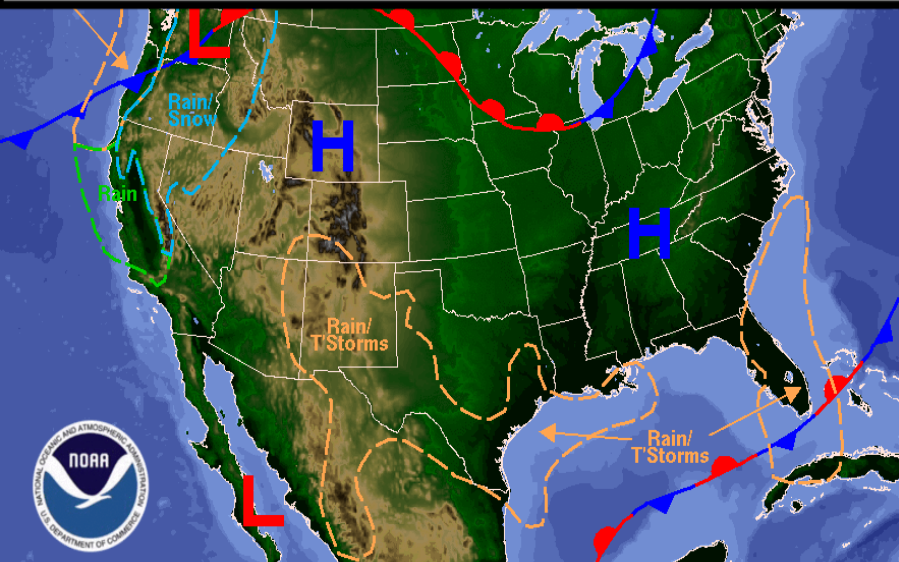 L
Rain/
Snow
H
Rain
H
Rain/
T'Storms
Rain/
T'Storms
L
NATIONAL OCEANIC AND ATMOSPHERIC ADMINISTRATION
NOAA
U.S. DEPARTMENT OF COMMERCE